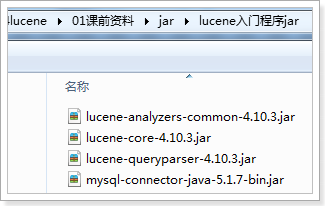 lucene ▸ 01课前资料 ▸ jar ▸ lucene入门程序jar
名称
lucene-analyzers-common-4.10.3.jar
lucene-core-4.10.3.jar
lucene-queryparser-4.10.3.jar
mysql-connector-java-5.1.7-bin.jar